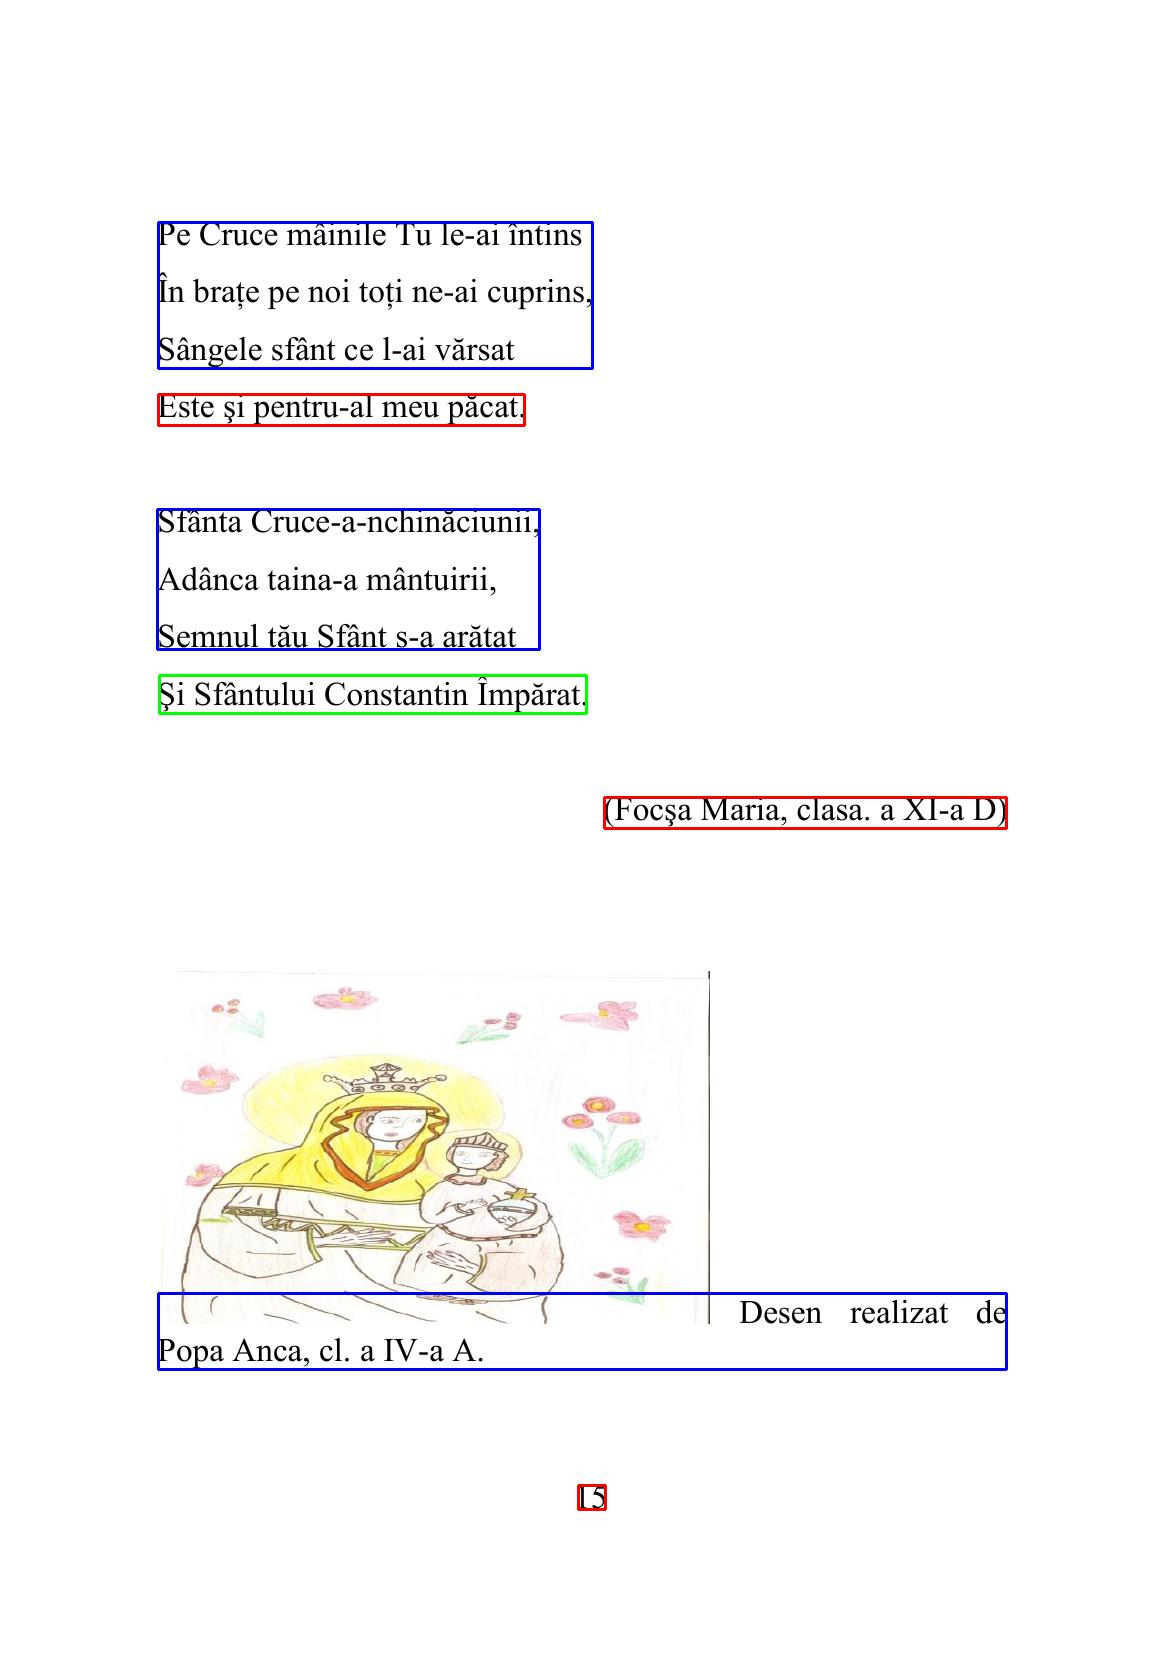 Pe Cruce mâinile Tu le-ai întins
În brațe pe noi toți ne-ai cuprins,
Sângele sfânt ce l-ai vărsat
Este şi pentru-al meu păcat.
Sfânta Cruce-a-nchinăciunii,
Adânca taina-a mântuirii,
Semnul tău Sfânt s-a arătat
Şi Sfântului Constantin Împărat.
(Focşa Maria, clasa. a XI-a D)
Desen realizat de
Popa Anca, cl. a IV-a A.
15